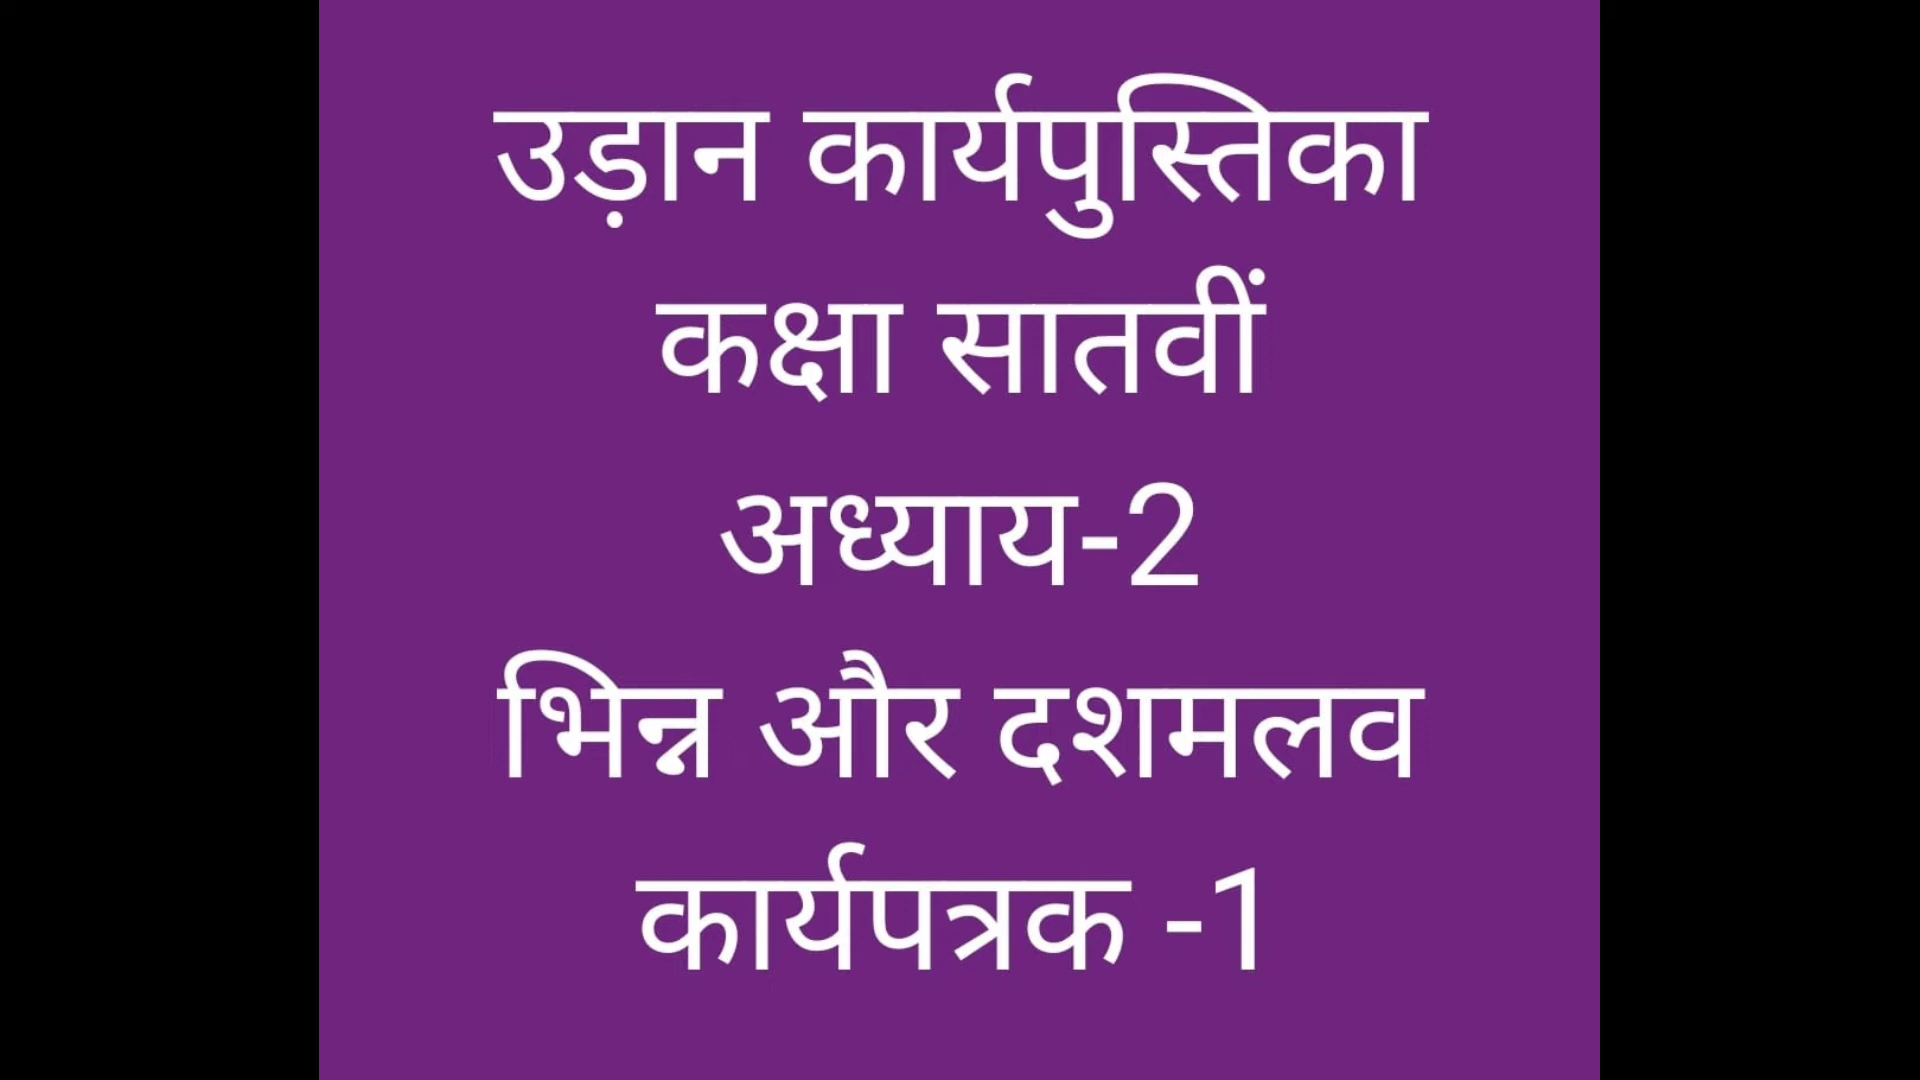 उड़ान कार्यपुस्तिका
कक्षा सातवीं
अध्याय-2
भिन्न और दशमलव
कार्यपत्रक -1